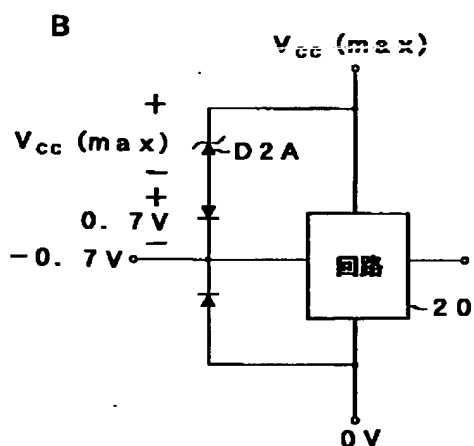 B
Vcc (max)
+
Vcc (max)
D2A
−
+
0. 7V
−
−0. 7V
回路
20
0V